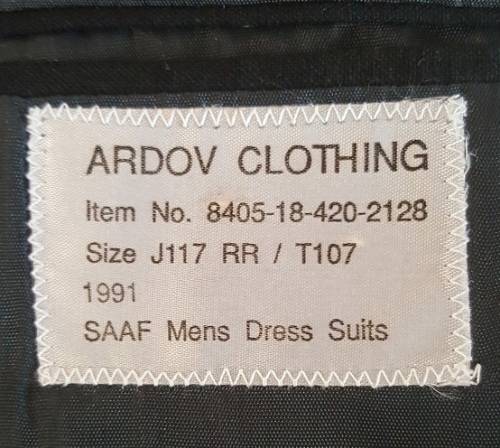 ARDOV CLOTHING
Item No. 8405-18-420-2128
Size J117 RR / T107
1991
SAAF Mens Dress Suits